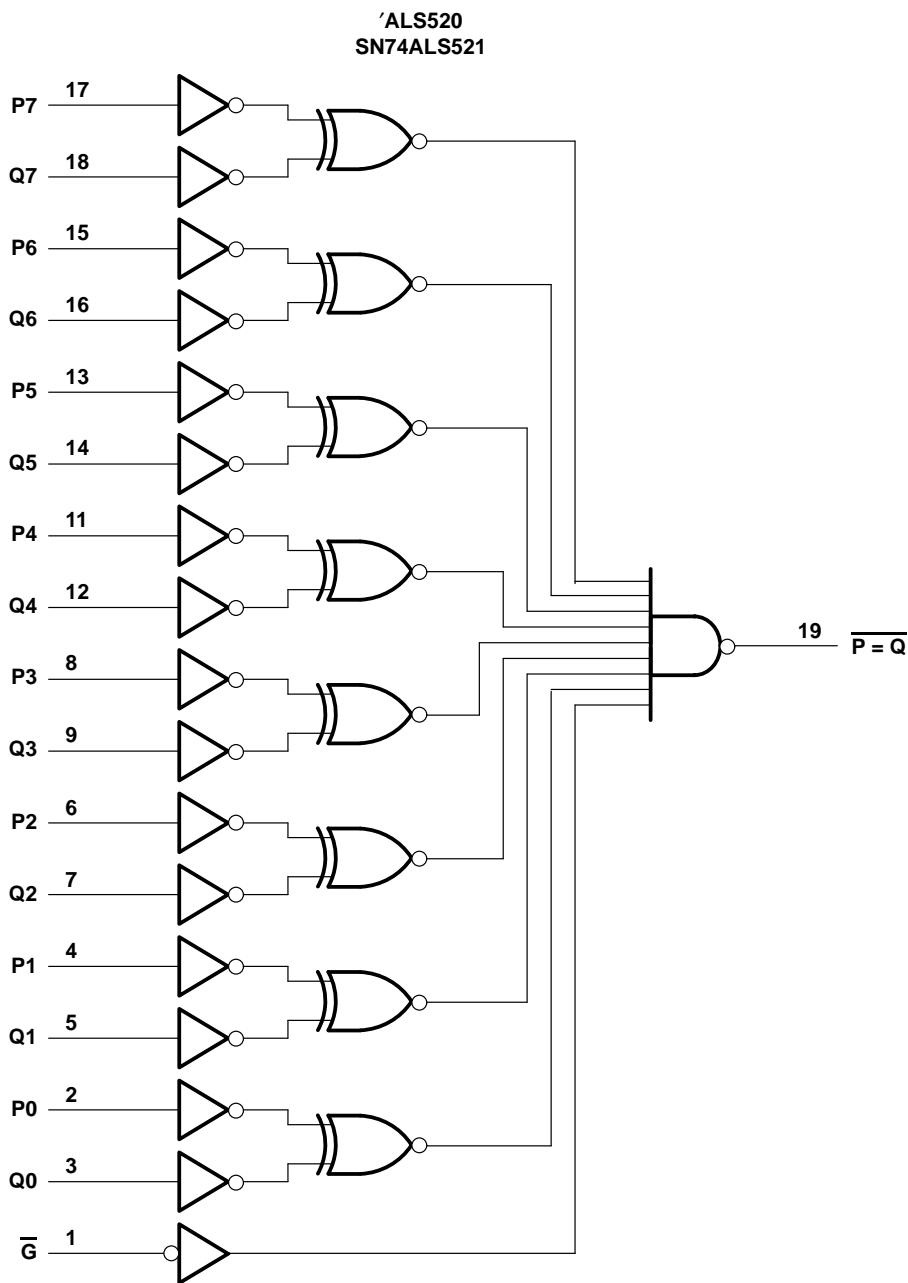 ′ALS520
SN74ALS521
P7 17
Q7 18
P6 15
Q6 16
P5 13
Q5 14
P4 11
Q4 12
19 P = Q
P3 8
Q3 9
P2 6
Q2 7
P1 4
Q1 5
P0 2
Q0 3
G 1